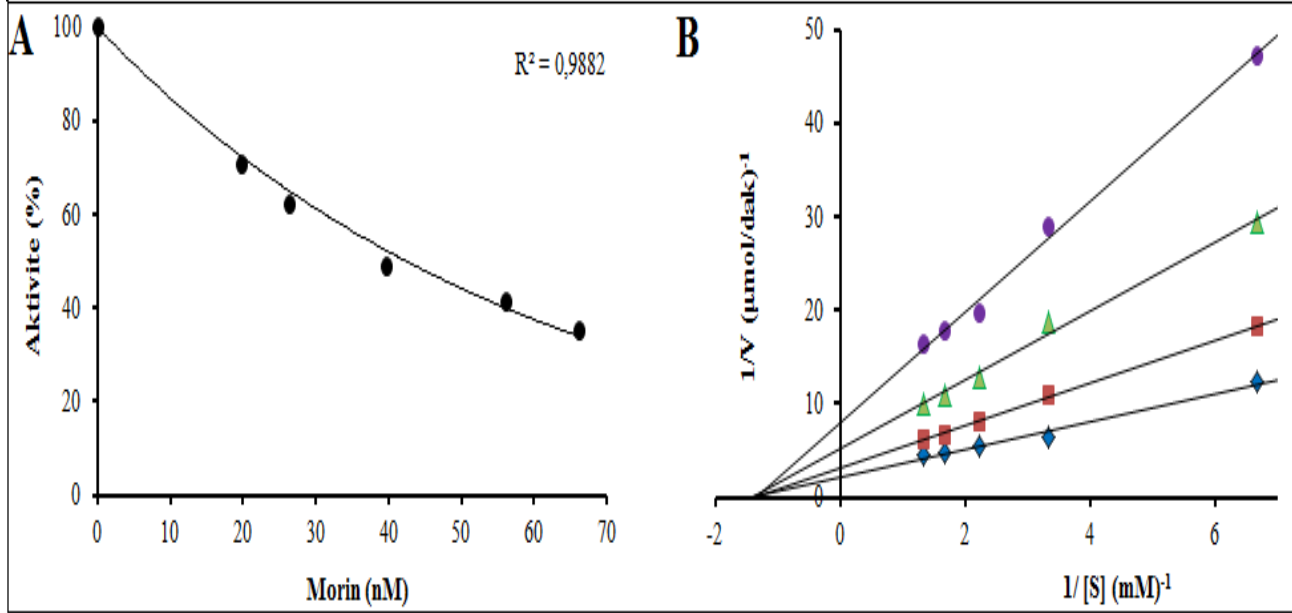 A
Aktivite (%)
100
80
60
40
20
0
R² = 0,9882
0 10 20 30 40 50 60 70
Morin (nM)
B
1/V (µmol/dak)⁻¹
50
40
30
20
10
0
-2 0 2 4 6
1/ [S] (mM)⁻¹